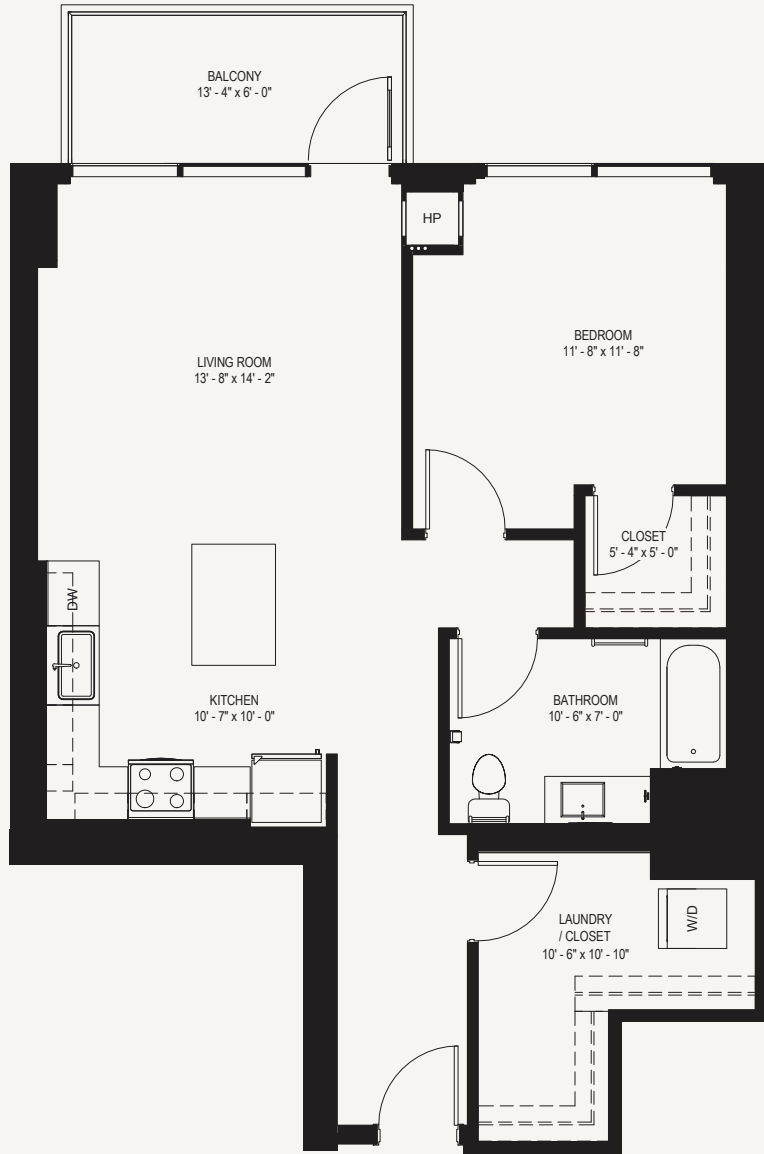 BALCONY
13' - 4" x 6' - 0"
HP
BEDROOM
11' - 8" x 11' - 8"
LIVING ROOM
13' - 8" x 14' - 2"
CLOSET
5' - 4" x 5' - 0"
DW
KITCHEN
10' - 7" x 10' - 0"
BATHROOM
10' - 6" x 7' - 0"
LAUNDRY
/ CLOSET
10' - 6" x 10' - 10"
W/D